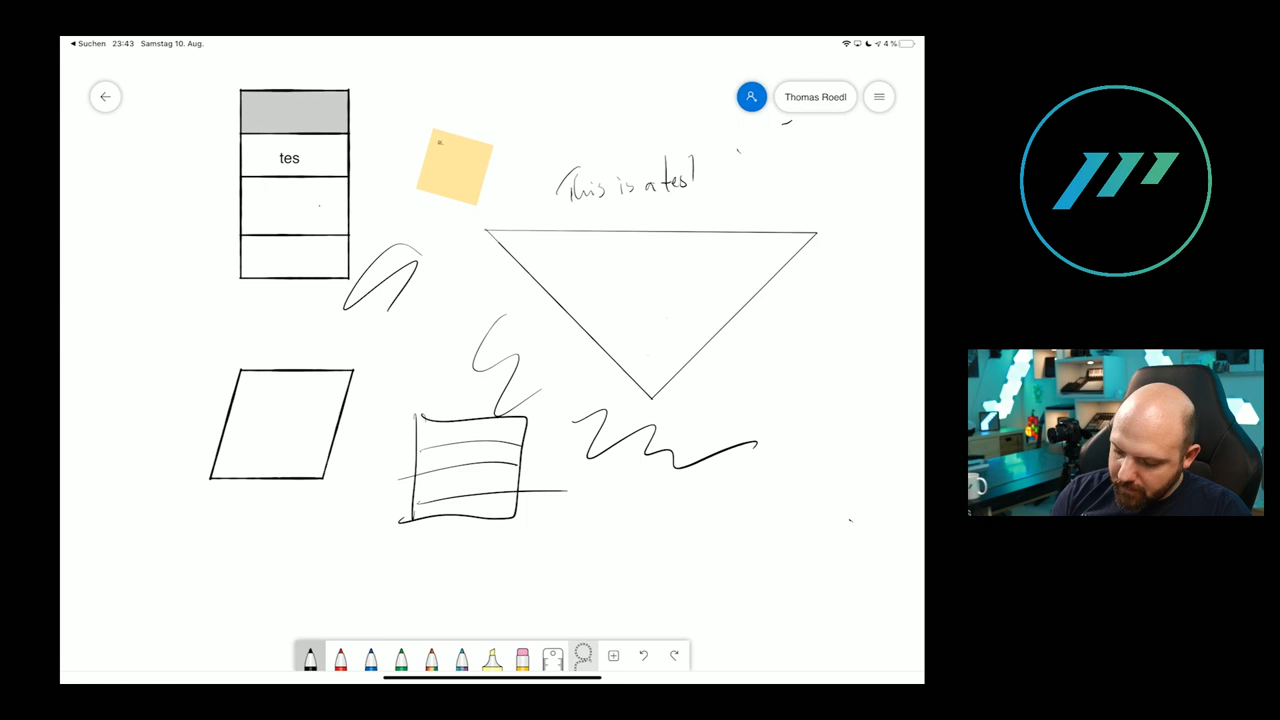 Suchen 23:43 Samstag 10. Aug.
4 %
Thomas Roedl
tes
This is a test